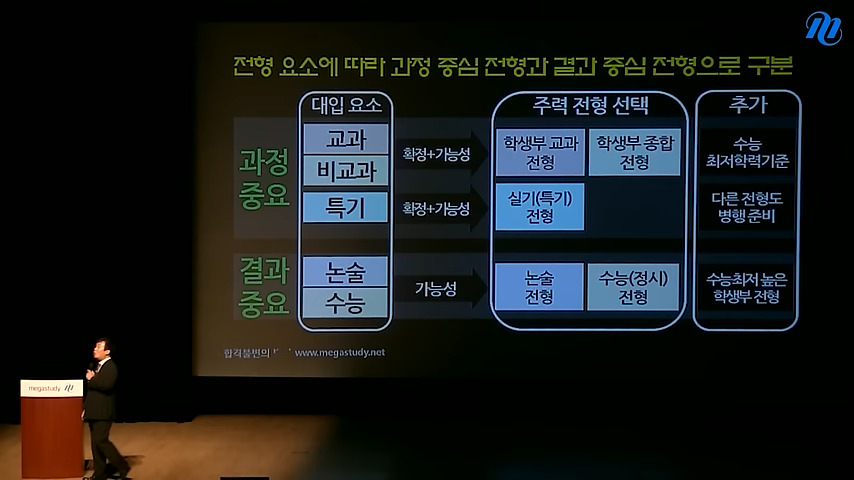 전형 요소에 따라 과정 중심 전형과 결과 중심 전형으로 구분
대입 요소
주력 전형 선택
추가
과정
중요
교과
비교과
확정+가능성
학생부 교과
전형
학생부 종합
전형
수능
최저학력기준
특기
확정+가능성
실기(특기)
전형
다른 전형도
병행 준비
결과
중요
논술
수능
가능성
논술
전형
수능(정시)
전형
수능최저 높은
학생부 전형
합격불변의
www.megastudy.net
megastudy